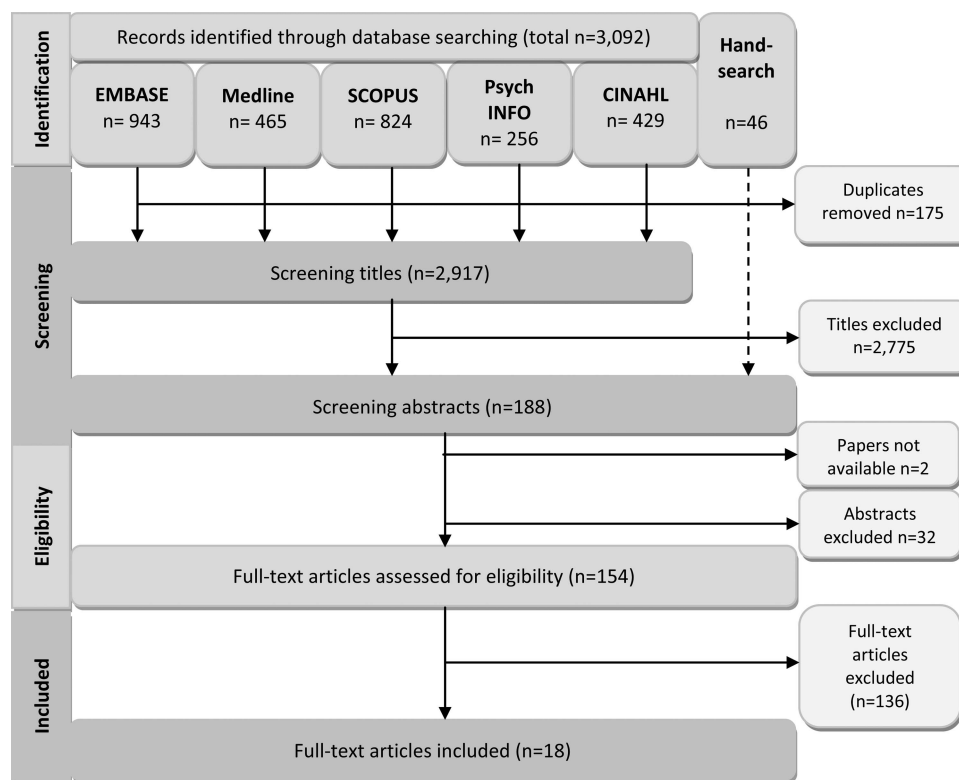 Identification
Records identified through database searching (total n=3,092)
Hand-
search
n=46
EMBASE
n= 943
Medline
n= 465
SCOPUS
n= 824
Psych
INFO
n= 256
CINAHL
n= 429
Screening
Duplicates
removed n=175
Screening titles (n=2,917)
Titles excluded
n=2,775
Screening abstracts (n=188)
Eligibility
Papers not
available n=2
Abstracts
excluded n=32
Full-text articles assessed for eligibility (n=154)
Included
Full-text
articles
excluded
(n=136)
Full-text articles included (n=18)